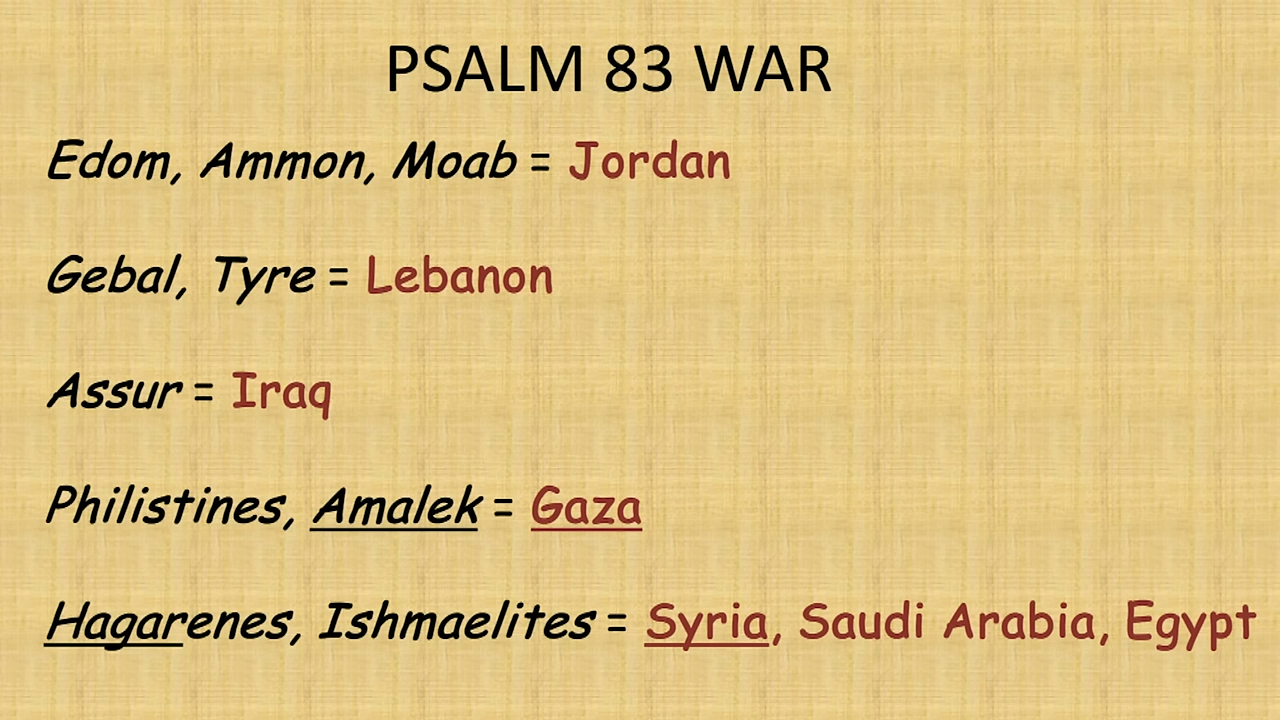 PSALM 83 WAR
Edom, Ammon, Moab = Jordan
Gebal, Tyre = Lebanon
Assur = Iraq
Philistines, Amalek = Gaza
Hagarenes, Ishmaelites = Syria, Saudi Arabia, Egypt